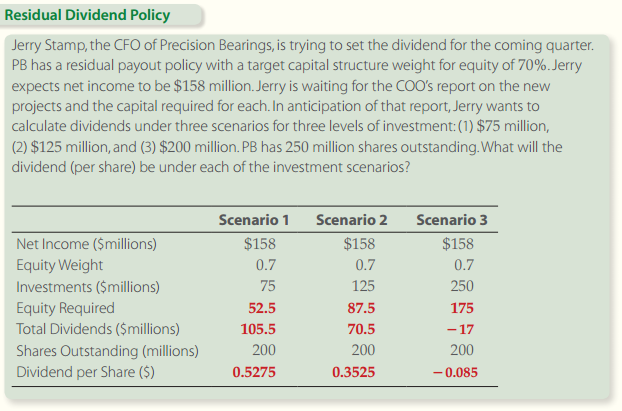 Residual Dividend Policy
Jerry Stamp, the CFO of Precision Bearings, is trying to set the dividend for the coming quarter.
PB has a residual payout policy with a target capital structure weight for equity of 70%. Jerry
expects net income to be $158 million. Jerry is waiting for the COO's report on the new
projects and the capital required for each. In anticipation of that report, Jerry wants to
calculate dividends under three scenarios for three levels of investment: (1) $75 million,
(2) $125 million, and (3) $200 million. PB has 250 million shares outstanding. What will the
dividend (per share) be under each of the investment scenarios?
Scenario 1 Scenario 2 Scenario 3
Net Income ($millions) $158 $158 $158
Equity Weight 0.7 0.7 0.7
Investments ($millions) 75 125 250
Equity Required 52.5 87.5 175
Total Dividends ($millions) 105.5 70.5 −17
Shares Outstanding (millions) 200 200 200
Dividend per Share ($) 0.5275 0.3525 −0.085